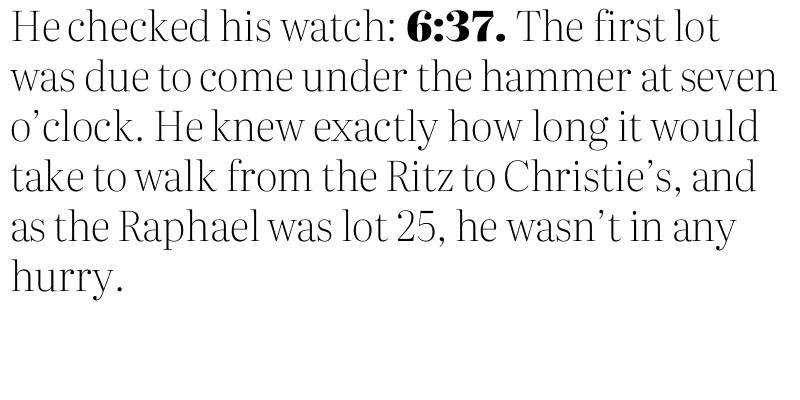 He checked his watch: 6:37. The first lot
was due to come under the hammer at seven
o’clock. He knew exactly how long it would
take to walk from the Ritz to Christie’s, and
as the Raphael was lot 25, he wasn’t in any
hurry.